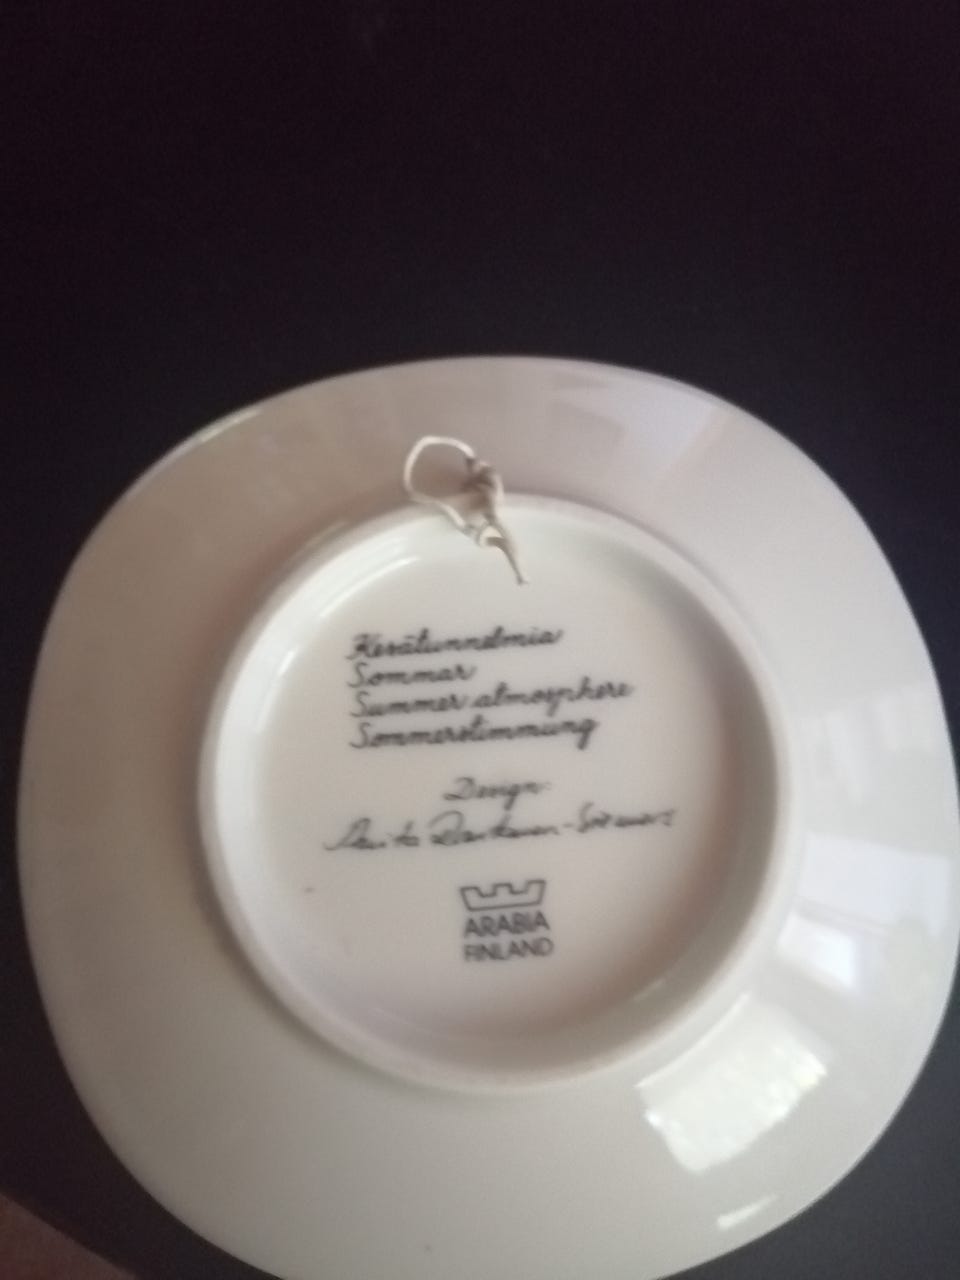 Kesätunnelmia
Sommar
Summer atmosphere
Sommerstimmung
Design:
ARABIA
FINLAND